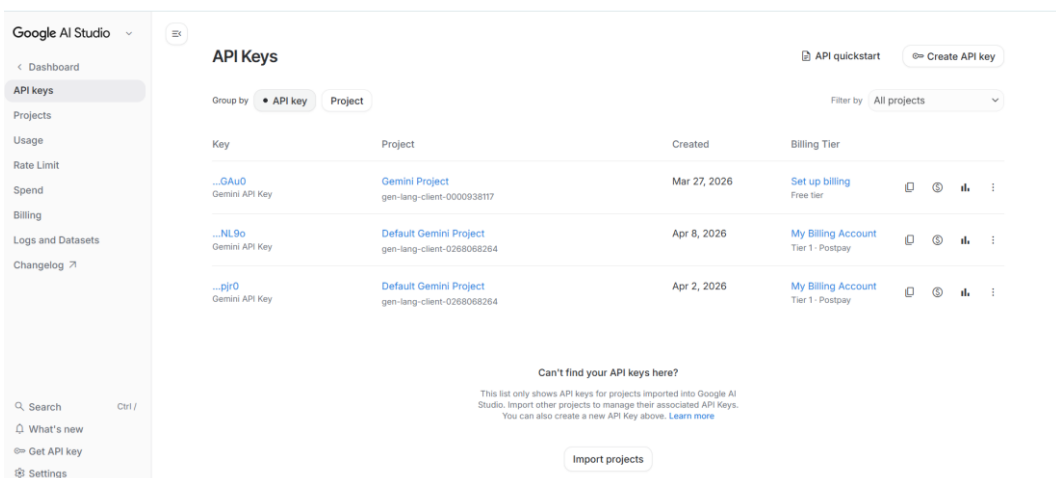 Google AI Studio
Dashboard
API keys
Projects
Usage
Rate Limit
Spend
Billing
Logs and Datasets
Changelog
Search Ctrl /
What's new
Get API key
Settings
API Keys
API quickstart
Create API key
Group by API key Project
Filter by All projects
Key Project Created Billing Tier
...GAu0 Gemini Project Mar 27, 2026 Set up billing
Gemini API Key gen-lang-client-0000938117 Free tier
...NL9o Default Gemini Project Apr 8, 2026 My Billing Account
Gemini API Key gen-lang-client-0268068264 Tier 1 · Postpay
...pjr0 Default Gemini Project Apr 2, 2026 My Billing Account
Gemini API Key gen-lang-client-0268068264 Tier 1 · Postpay
Can't find your API keys here?
This list only shows API keys for projects imported into Google AI
Studio. Import other projects to manage their associated API Keys.
You can also create a new API Key above. Learn more
Import projects